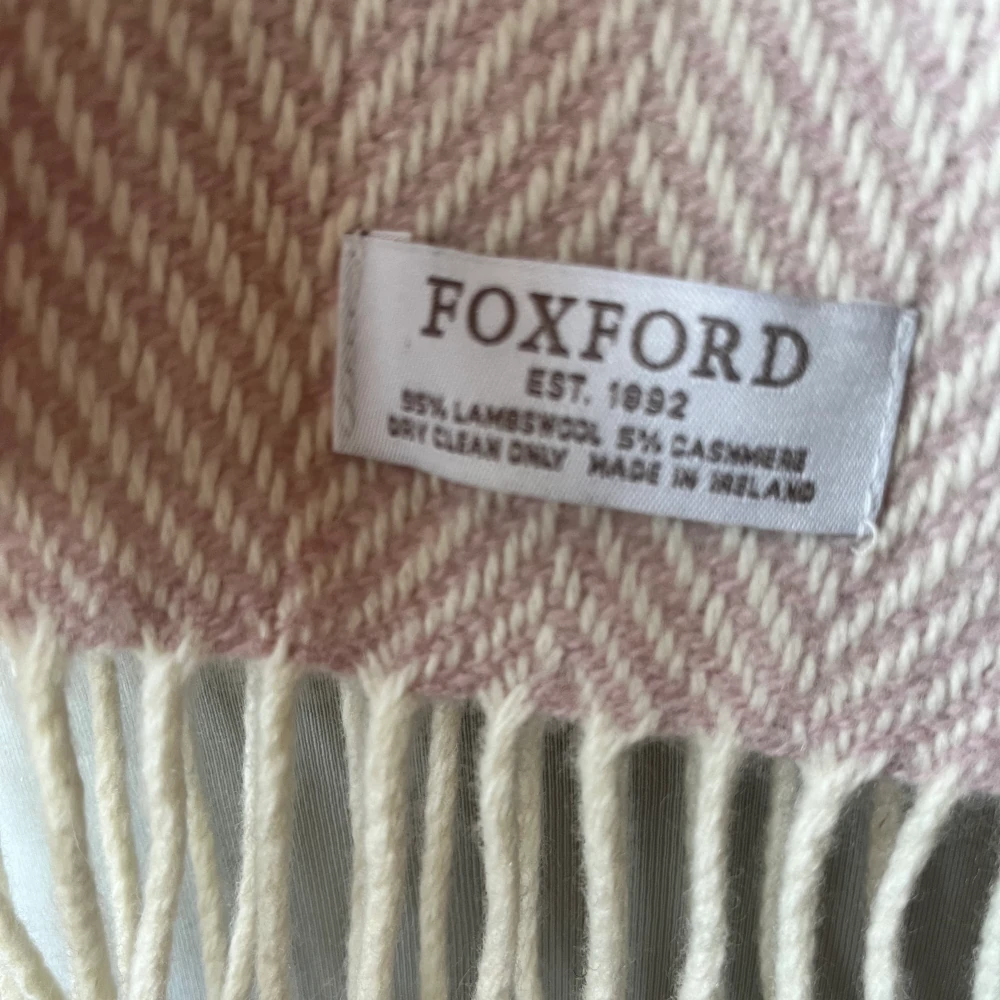 FOXFORD
EST. 1892
95% LAMBSWOOL 5% CASHMERE
DRY CLEAN ONLY MADE IN IRELAND